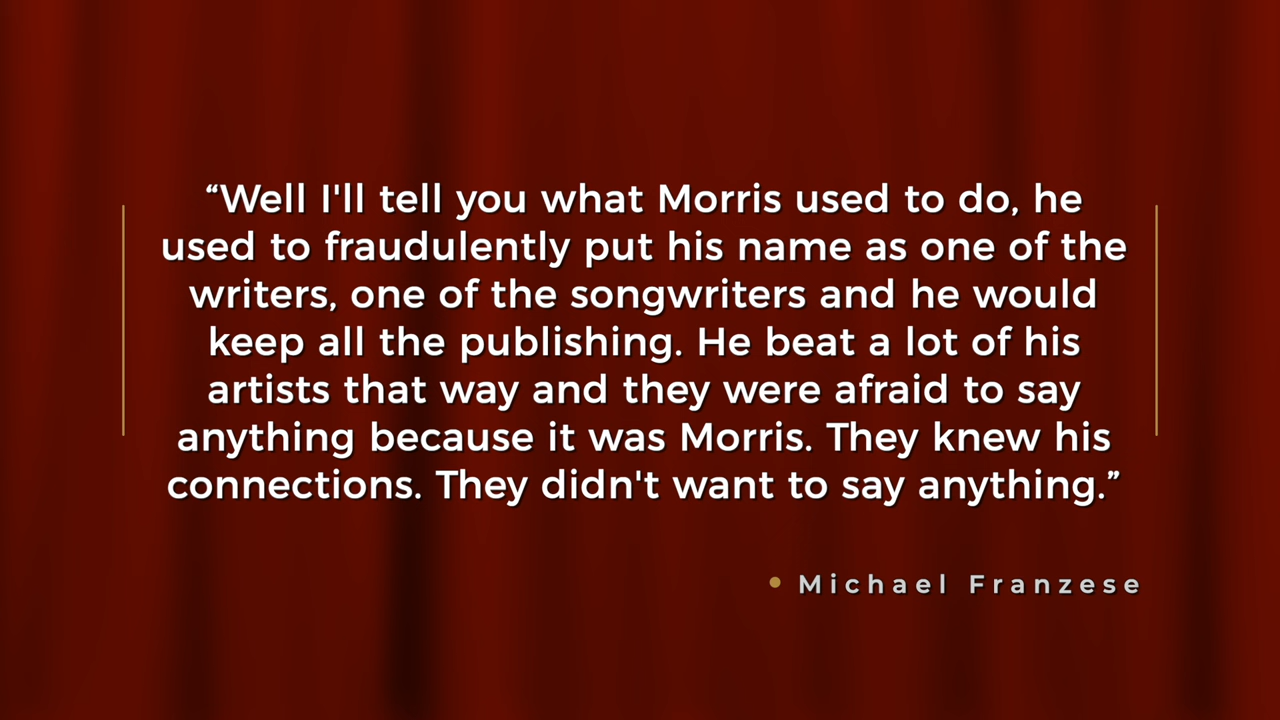 “Well I'll tell you what Morris used to do, he
used to fraudulently put his name as one of the
writers, one of the songwriters and he would
keep all the publishing. He beat a lot of his
artists that way and they were afraid to say
anything because it was Morris. They knew his
connections. They didn't want to say anything.”
• Michael Franzese